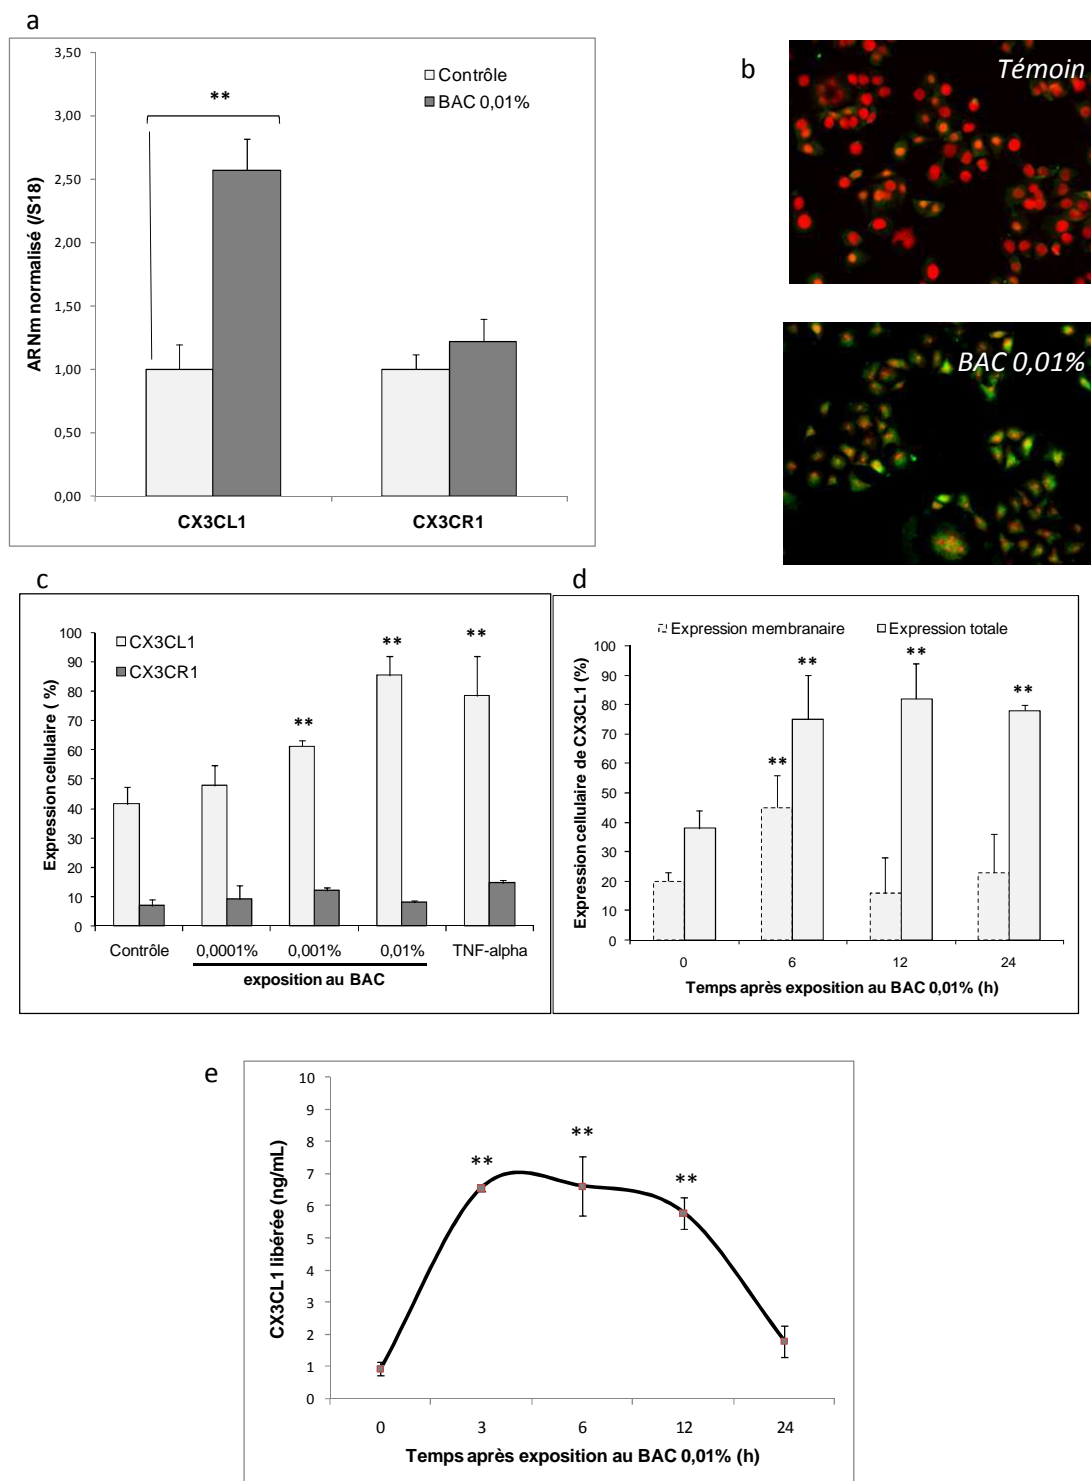 a
3,50
3,00
2,50
2,00
1,50
1,00
0,50
0,00
ARNm normalisé (/S18)
Contrôle
BAC 0,01%
**
CX3CL1 CX3CR1
b
Témoin
BAC 0,01%
c
100
90
80
70
60
50
40
30
20
10
0
Expression cellulaire ( %)
CX3CL1
CX3CR1
**
**
**
Contrôle 0,0001% 0,001% 0,01% TNF-alpha
exposition au BAC
d
Expression membranaire Expression totale
100
90
80
70
60
50
40
30
20
10
0
Expression cellulaire de CX3CL1 (%)
**
**
**
**
0 6 12 24
Temps après exposition au BAC 0,01% (h)
e
10
9
8
7
6
5
4
3
2
1
0
CX3CL1 libérée (ng/mL)
**
**
**
0 3 6 12 24
Temps après exposition au BAC 0,01% (h)